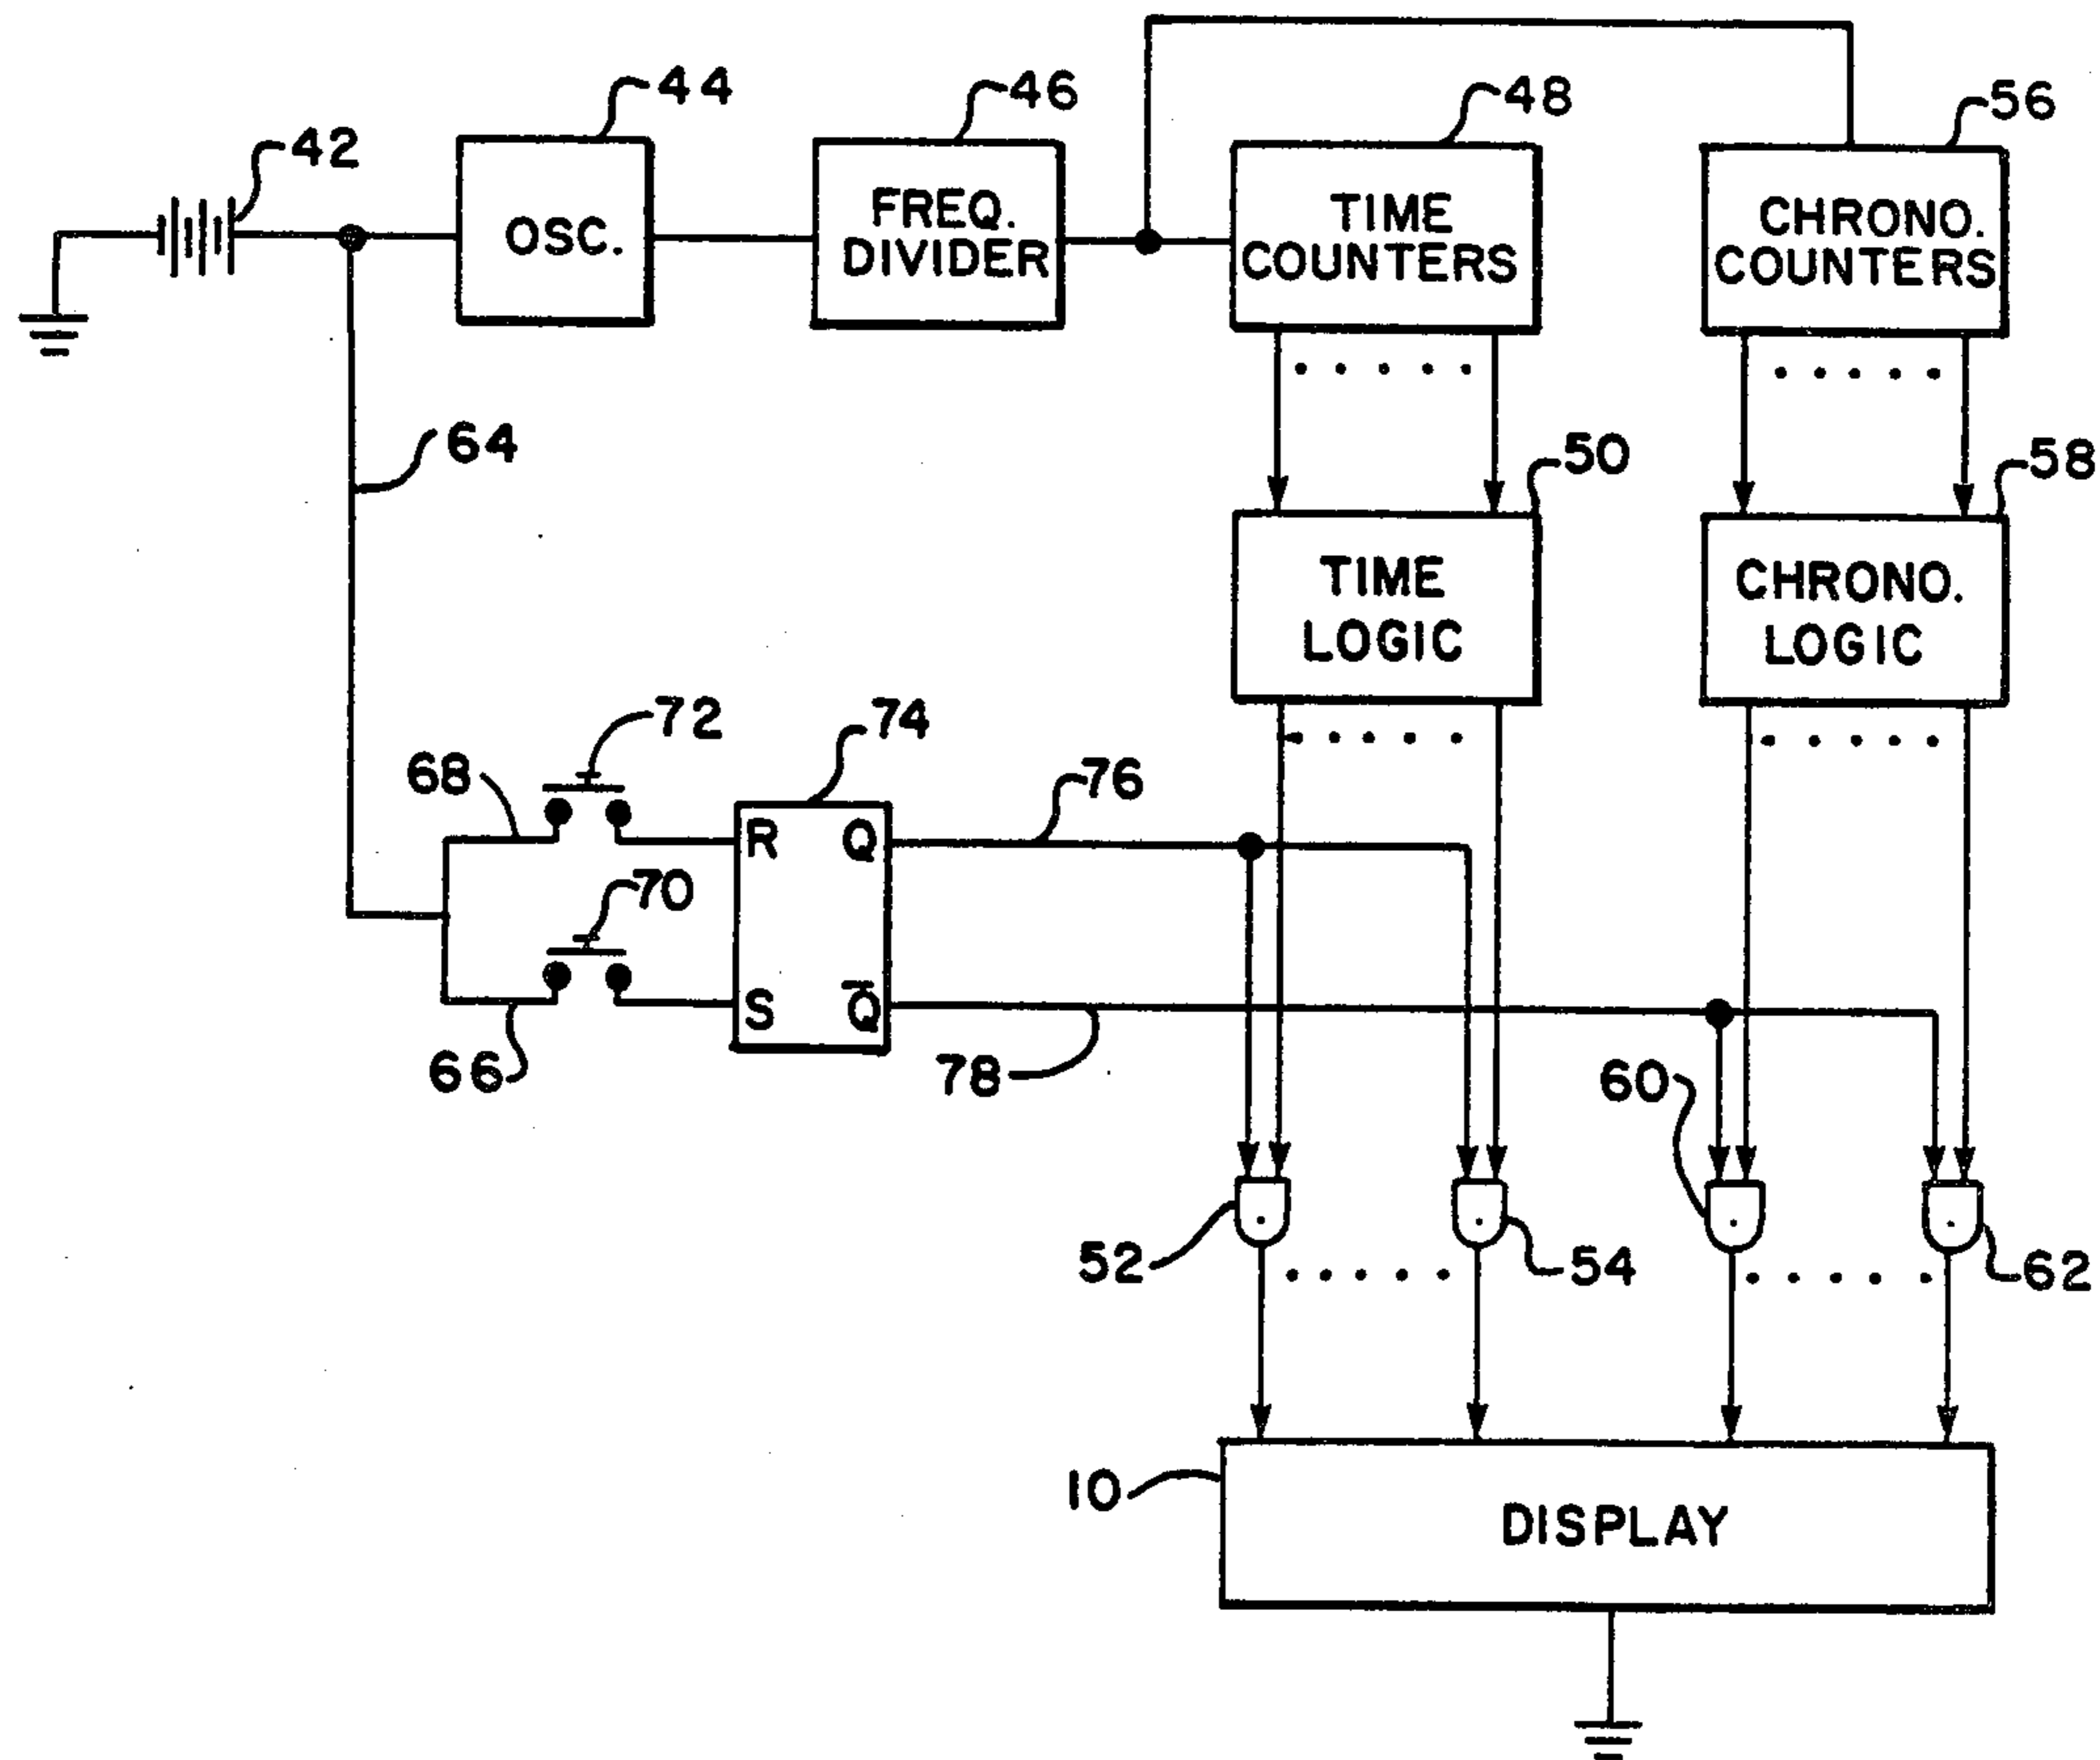 44
46
48
56
42
OSC.
FREQ.
DIVIDER
TIME
COUNTERS
CHRONO.
COUNTERS
64
50
58
TIME
LOGIC
CHRONO.
LOGIC
72
74
68
76
R Q
70
S Q̅
66
78
60
52
54
62
10
DISPLAY